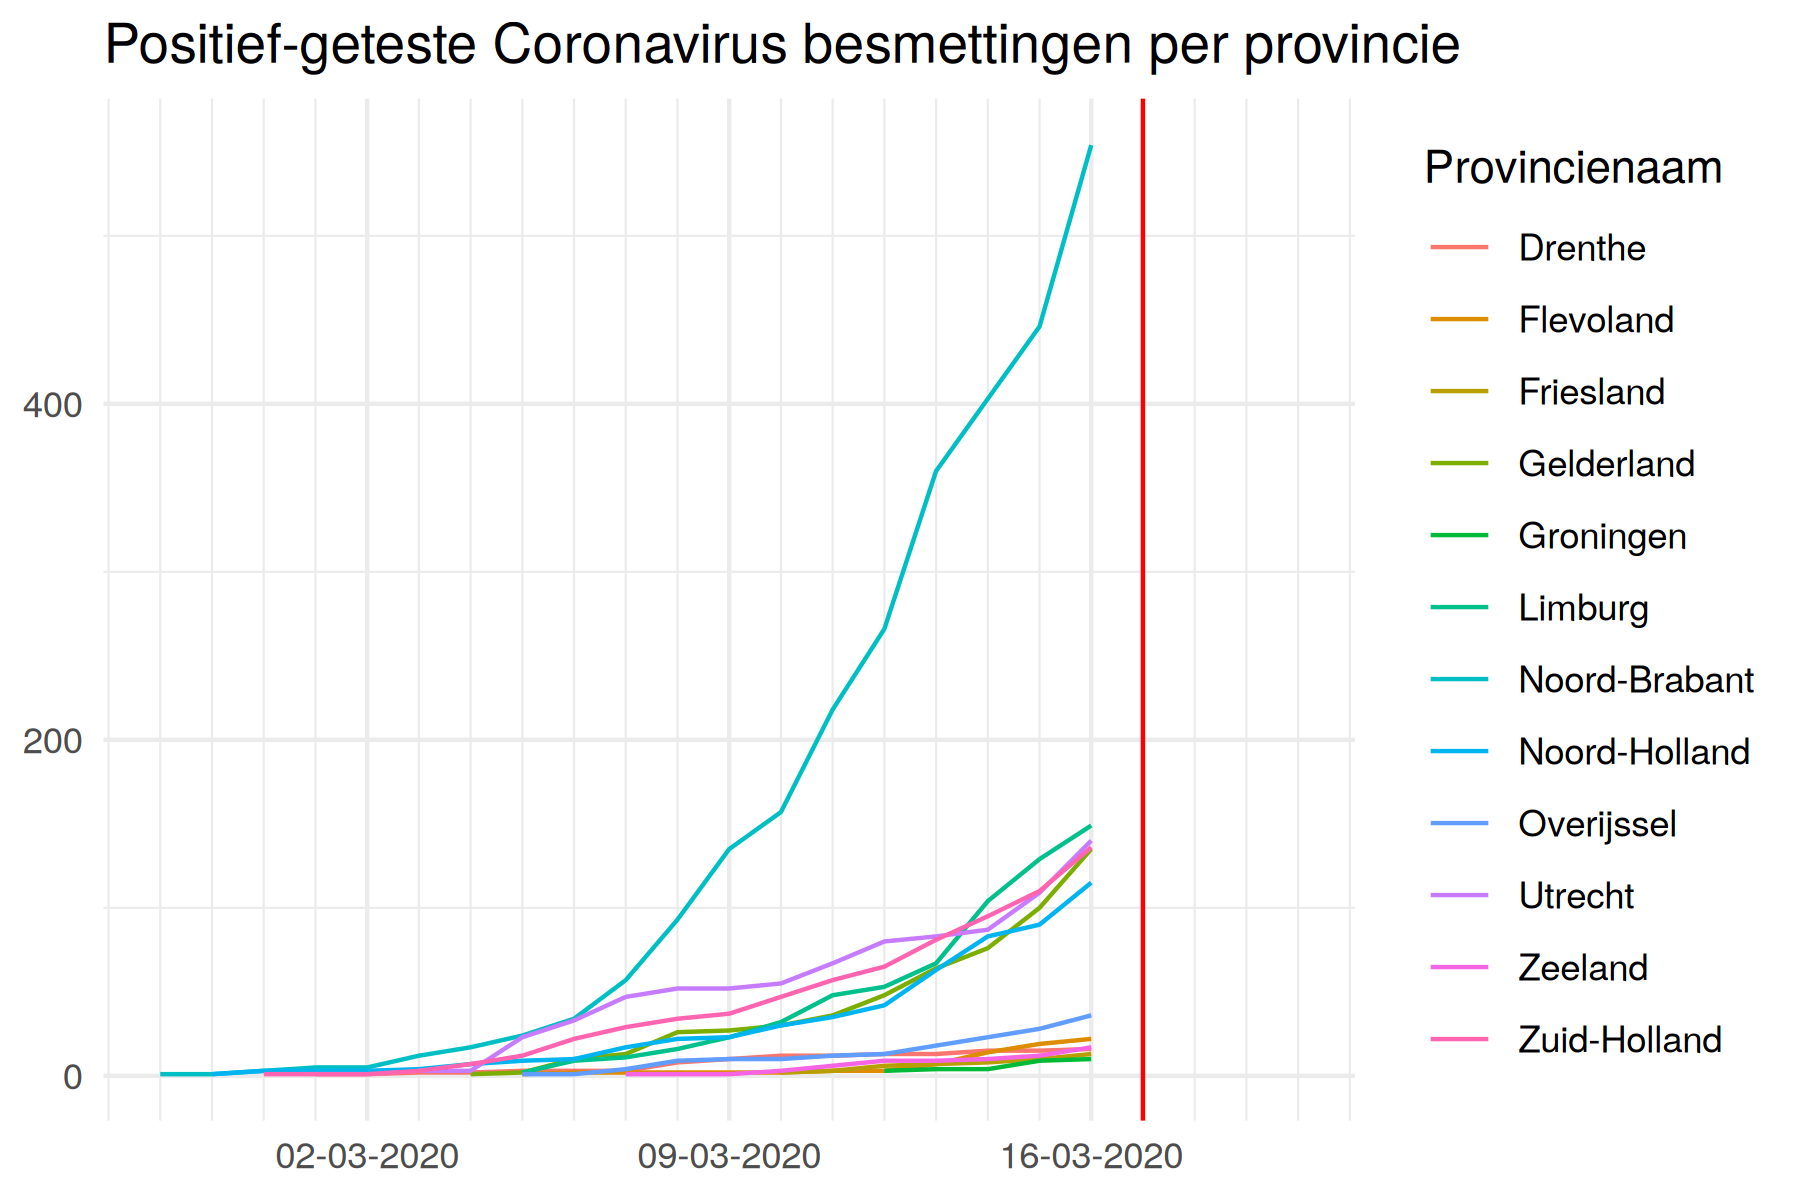 Positief-geteste Coronavirus besmettingen per provincie
400
200
0
02-03-2020
09-03-2020
16-03-2020
Provincienaam
Drenthe
Flevoland
Friesland
Gelderland
Groningen
Limburg
Noord-Brabant
Noord-Holland
Overijssel
Utrecht
Zeeland
Zuid-Holland